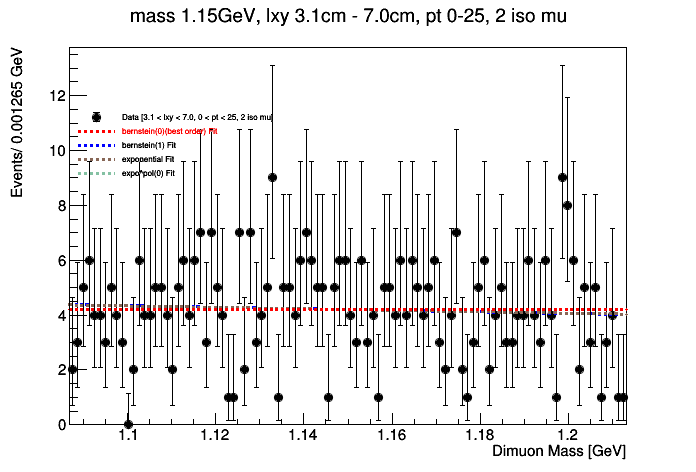 mass 1.15GeV, lxy 3.1cm - 7.0cm, pt 0-25, 2 iso mu
Events/ 0.001265 GeV
12
10
8
6
4
2
0
Data [3.1 < lxy < 7.0, 0 < pt < 25, 2 iso mu]
bernstein(0)(best order) Fit
bernstein(1) Fit
exponential Fit
expo*pol(0) Fit
1.1 1.12 1.14 1.16 1.18 1.2
Dimuon Mass [GeV]